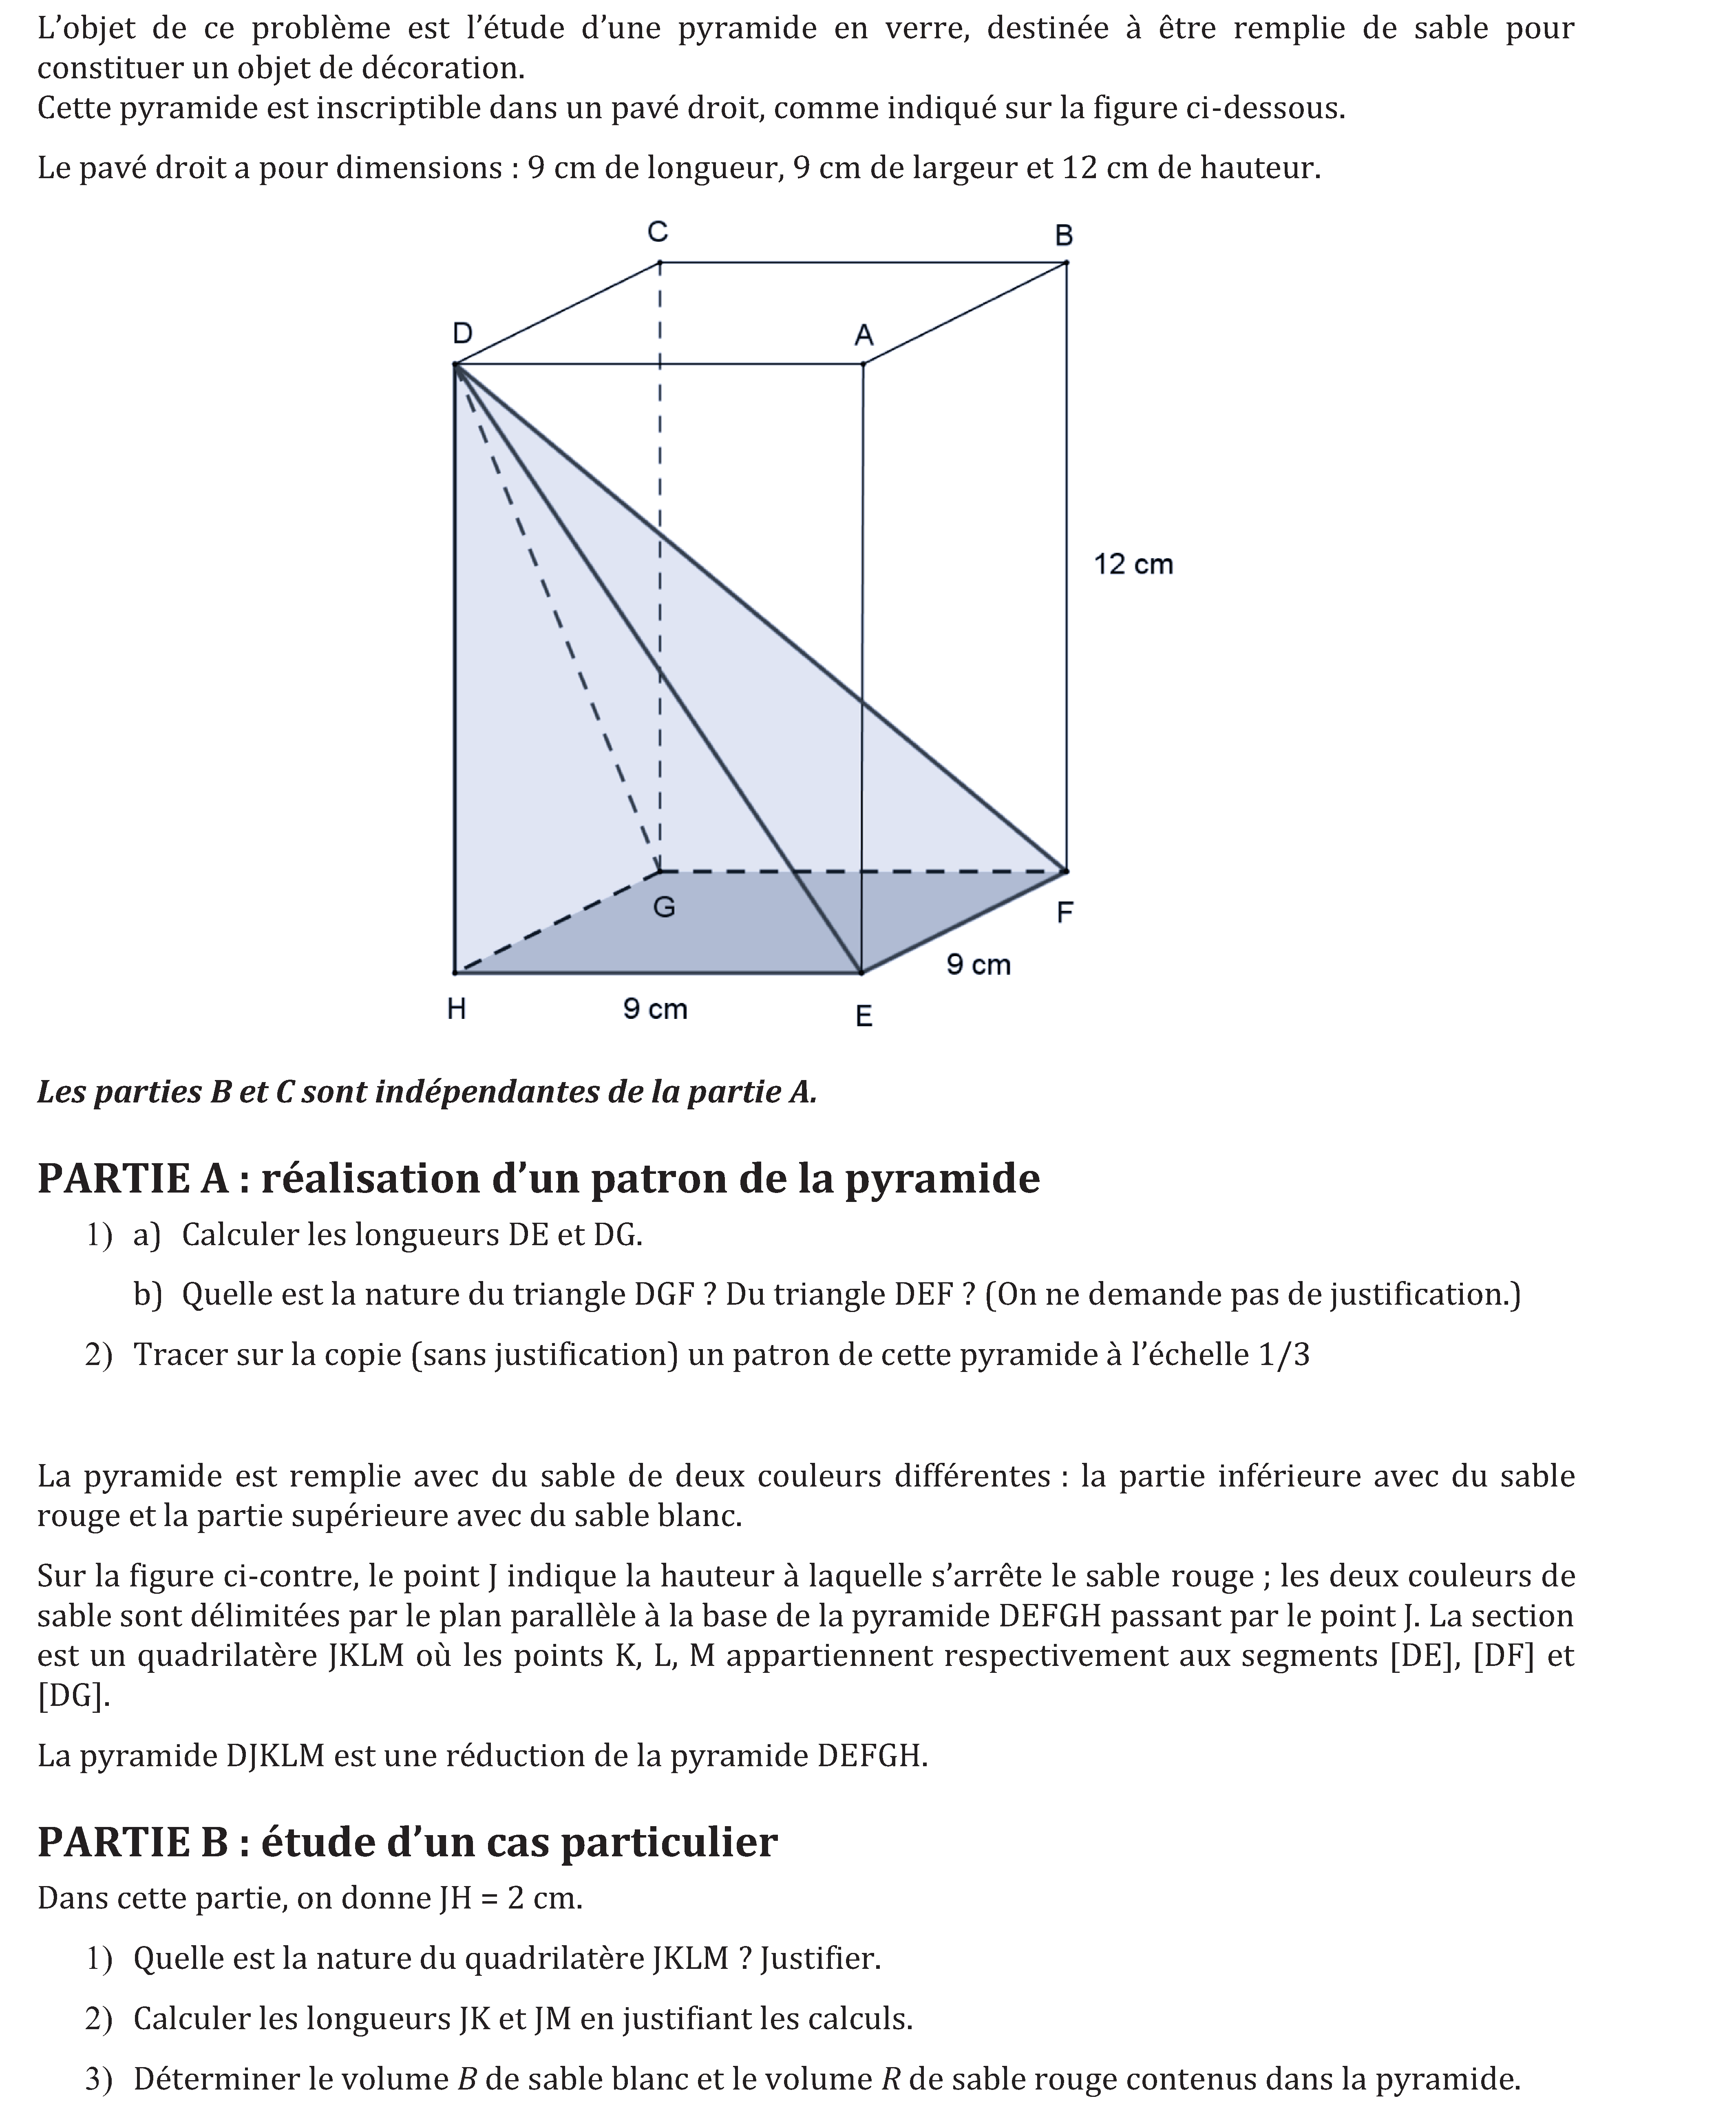 L’objet de ce problème est l’étude d’une pyramide en verre, destinée à être remplie de sable pour
constituer un objet de décoration.
Cette pyramide est inscriptible dans un pavé droit, comme indiqué sur la figure ci-dessous.
Le pavé droit a pour dimensions : 9 cm de longueur, 9 cm de largeur et 12 cm de hauteur.
C
B
D
A
12 cm
G
F
9 cm
H
9 cm
E
Les parties B et C sont indépendantes de la partie A.
PARTIE A : réalisation d’un patron de la pyramide
1) a) Calculer les longueurs DE et DG.
b) Quelle est la nature du triangle DGF ? Du triangle DEF ? (On ne demande pas de justification.)
2) Tracer sur la copie (sans justification) un patron de cette pyramide à l’échelle 1/3
La pyramide est remplie avec du sable de deux couleurs différentes : la partie inférieure avec du sable
rouge et la partie supérieure avec du sable blanc.
Sur la figure ci-contre, le point J indique la hauteur à laquelle s’arrête le sable rouge ; les deux couleurs de
sable sont délimitées par le plan parallèle à la base de la pyramide DEFGH passant par le point J. La section
est un quadrilatère JKLM où les points K, L, M appartiennent respectivement aux segments [DE], [DF] et
[DG].
La pyramide DJKLM est une réduction de la pyramide DEFGH.
PARTIE B : étude d’un cas particulier
Dans cette partie, on donne JH = 2 cm.
1) Quelle est la nature du quadrilatère JKLM ? Justifier.
2) Calculer les longueurs JK et JM en justifiant les calculs.
3) Déterminer le volume B de sable blanc et le volume R de sable rouge contenus dans la pyramide.